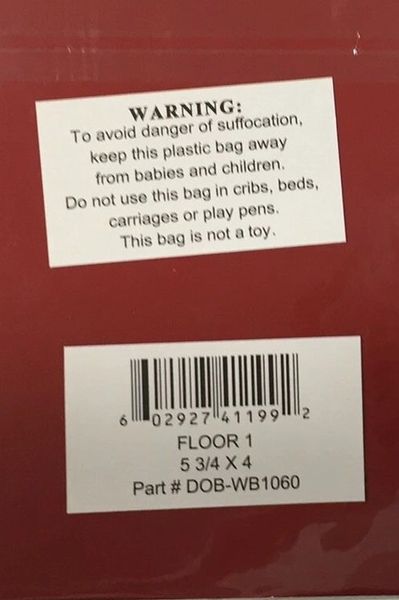 WARNING:
To avoid danger of suffocation,
keep this plastic bag away
from babies and children.
Do not use this bag in cribs, beds,
carriages or play pens.
This bag is not a toy.
6 02927 41199 2
FLOOR 1
5 3/4 X 4
Part # DOB-WB1060